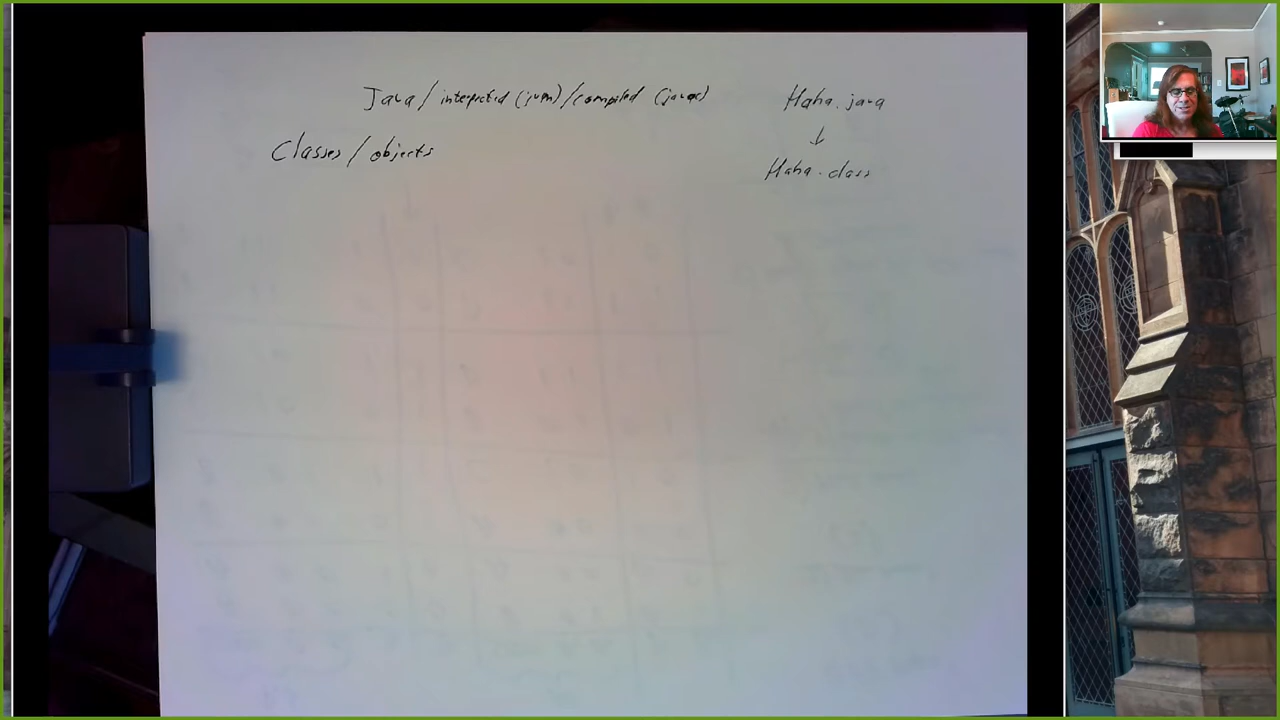 Java / interpreted (jvm) / compiled (javac)
Classes / objects
Haha.java
↓
Haha.class